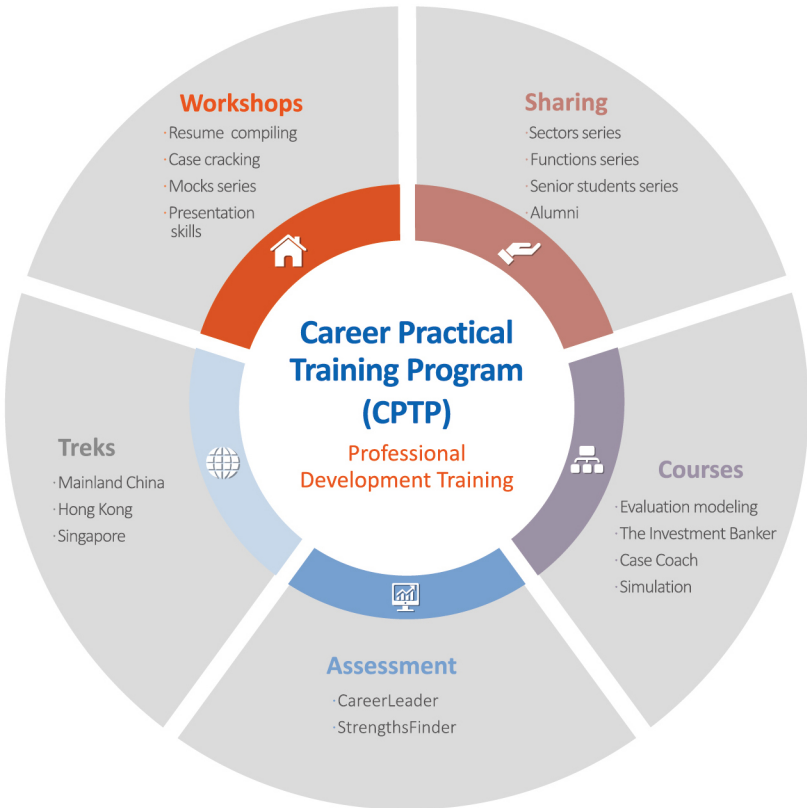 Workshops
·Resume compiling
·Case cracking
·Mocks series
·Presentation
skills
Sharing
·Sectors series
·Functions series
·Senior students series
·Alumni
Career Practical
Training Program
(CPTP)
Professional
Development Training
Treks
·Mainland China
·Hong Kong
·Singapore
Courses
·Evaluation modeling
·The Investment Banker
·Case Coach
·Simulation
Assessment
·CareerLeader
·StrengthsFinder